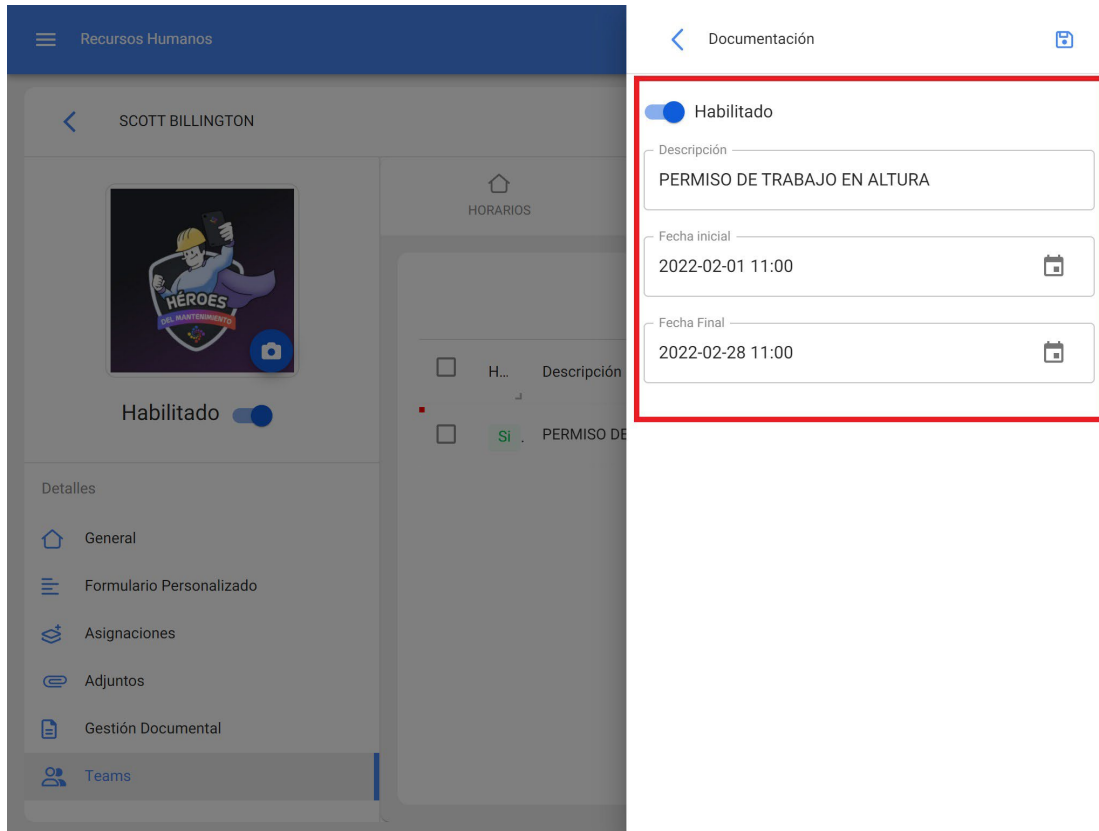 Recursos Humanos
SCOTT BILLINGTON
HÉROES
DEL MANTENIMIENTO
Habilitado
Detalles
General
Formulario Personalizado
Asignaciones
Adjuntos
Gestión Documental
Teams
HORARIOS
H... Descripción
Si . PERMISO DE
Documentación
Habilitado
Descripción
PERMISO DE TRABAJO EN ALTURA
Fecha inicial
2022-02-01 11:00
Fecha Final
2022-02-28 11:00